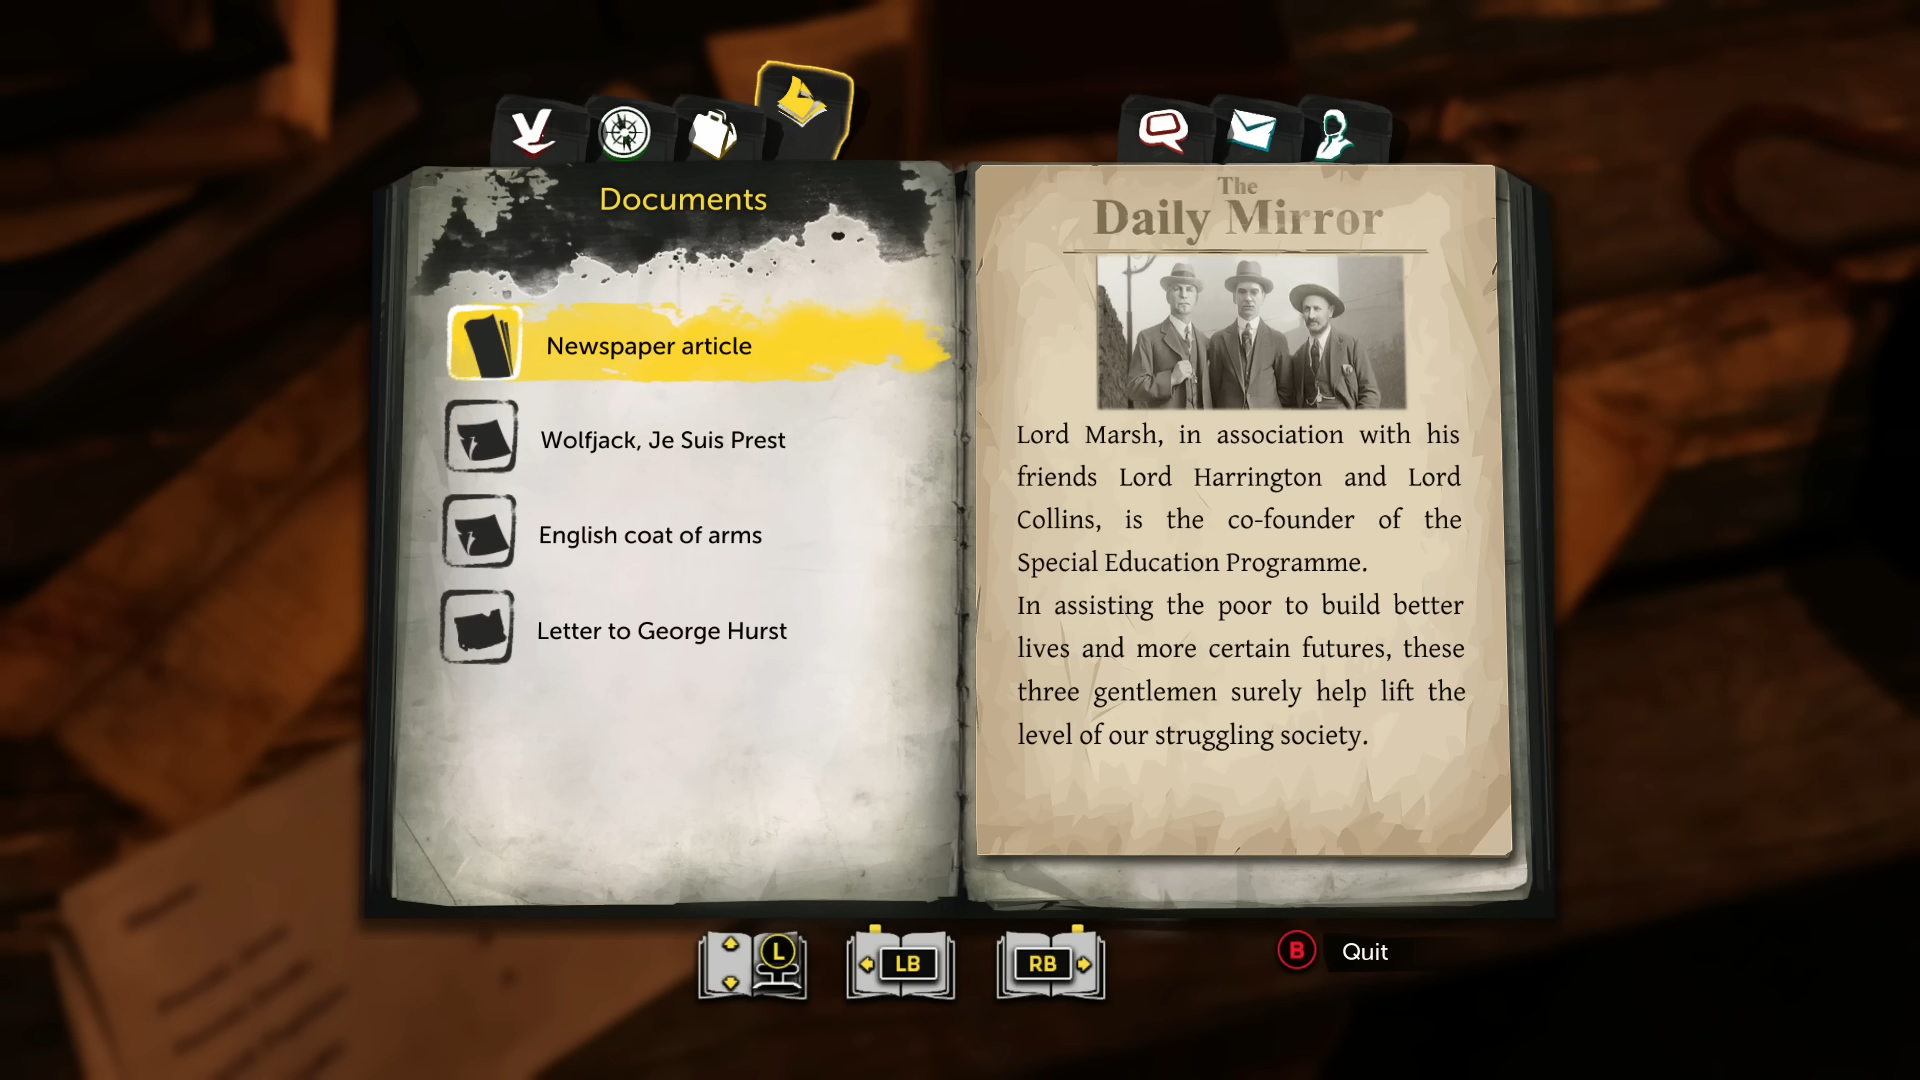 Documents
Newspaper article
Wolfjack, Je Suis Prest
English coat of arms
Letter to George Hurst
The
Daily Mirror
Lord Marsh, in association with his
friends Lord Harrington and Lord
Collins, is the co-founder of the
Special Education Programme.
In assisting the poor to build better
lives and more certain futures, these
three gentlemen surely help lift the
level of our struggling society.
L
LB
RB
B
Quit